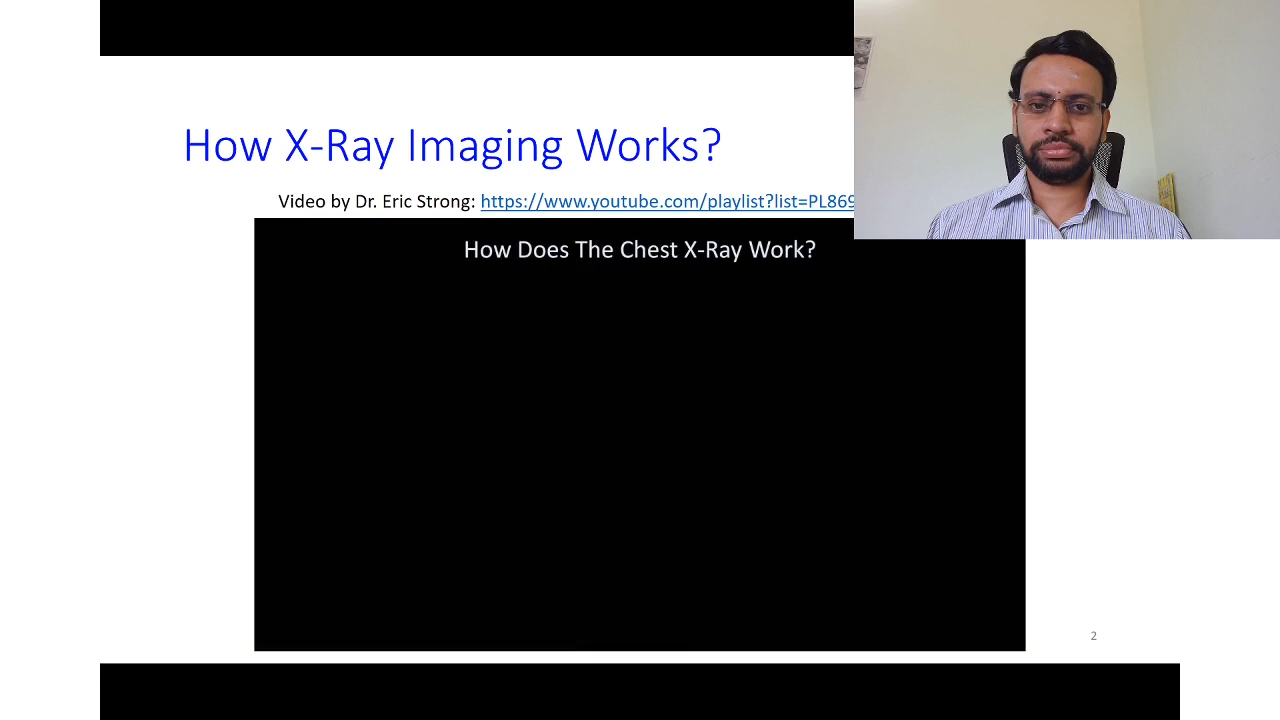 How X-Ray Imaging Works?
Video by Dr. Eric Strong: https://www.youtube.com/playlist?list=PL869
How Does The Chest X-Ray Work?
2